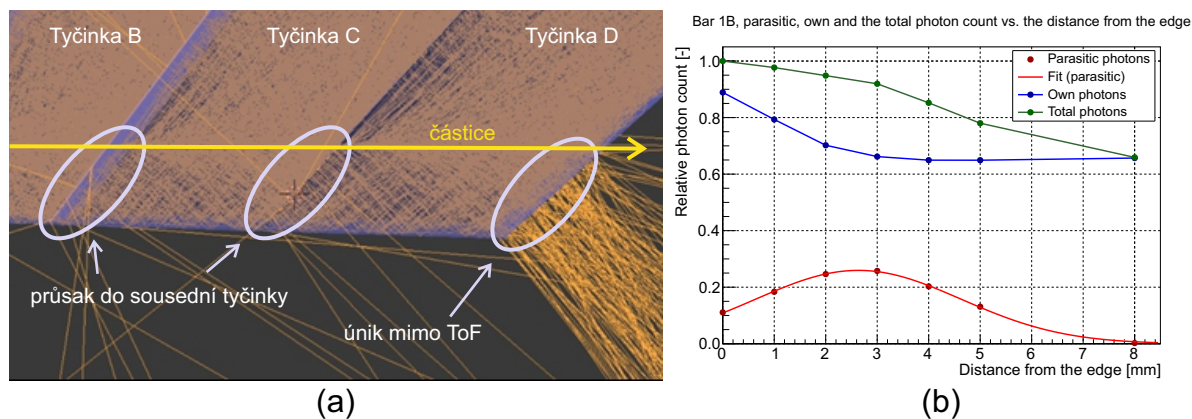 Tyčinka B
Tyčinka C
Tyčinka D
částice
průsak do sousední tyčinky
únik mimo ToF
(a)
Bar 1B, parasitic, own and the total photon count vs. the distance from the edge
Relative photon count [-]
1.0
0.8
0.6
0.4
0.2
0.0
Parasitic photons
Fit (parasitic)
Own photons
Total photons
0 1 2 3 4 5 6 7 8
Distance from the edge [mm]
(b)